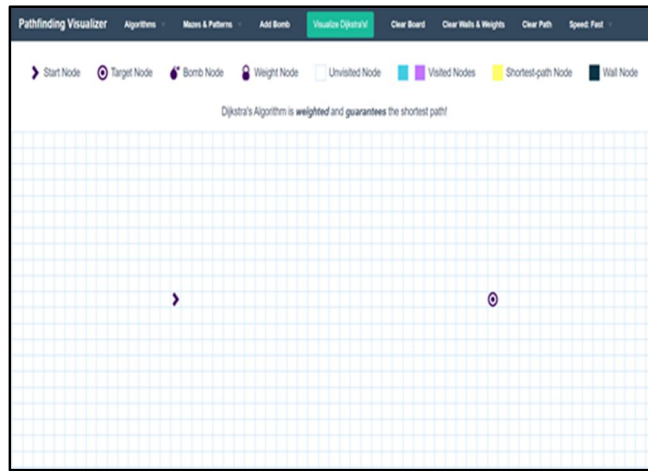 Pathfinding Visualizer Algorithms Mazes & Patterns Add Bomb Visualize Dijkstra's! Clear Board Clear Walls & Weights Clear Path Speed: Fast
Start Node Target Node Bomb Node Weight Node Unvisited Node Visited Nodes Shortest-path Node Wall Node
Dijkstra's Algorithm is weighted and guarantees the shortest path!